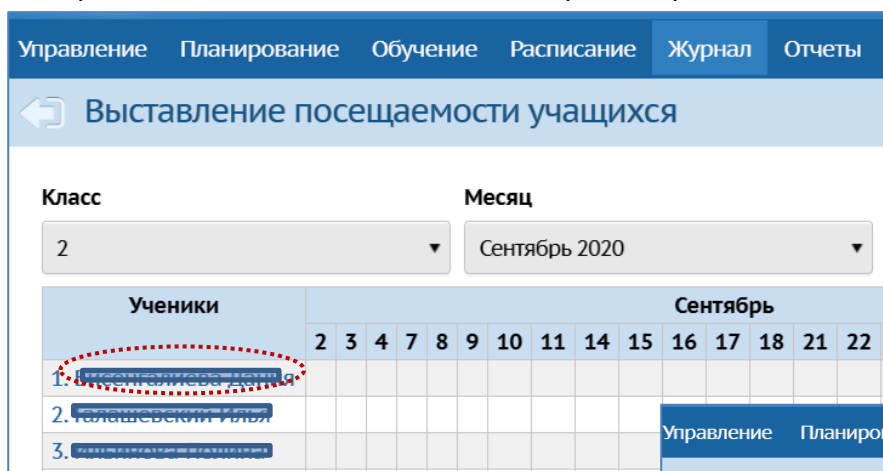 Управление Планирование Обучение Расписание Журнал Отчеты
Выставление посещаемости учащихся
Класс Месяц
2 Сентябрь 2020
Ученики Сентябрь
2 3 4 7 8 9 10 11 14 15 16 17 18 21 22
1.
2.
Управление Планиро
3.